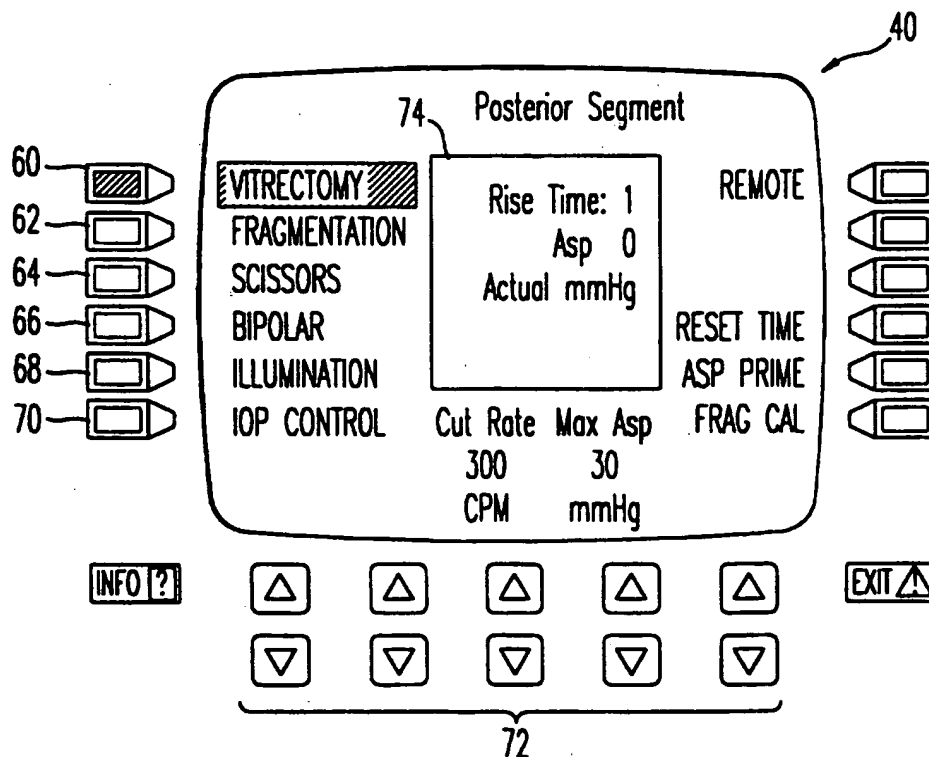 40
Posterior Segment
74
60
VITRECTOMY
Rise Time: 1
REMOTE
62
FRAGMENTATION
Asp 0
64
SCISSORS
Actual mmHg
66
BIPOLAR
RESET TIME
68
ILLUMINATION
ASP PRIME
70
IOP CONTROL
Cut Rate Max Asp
FRAG CAL
300 30
CPM mmHg
INFO ?
EXIT !
72